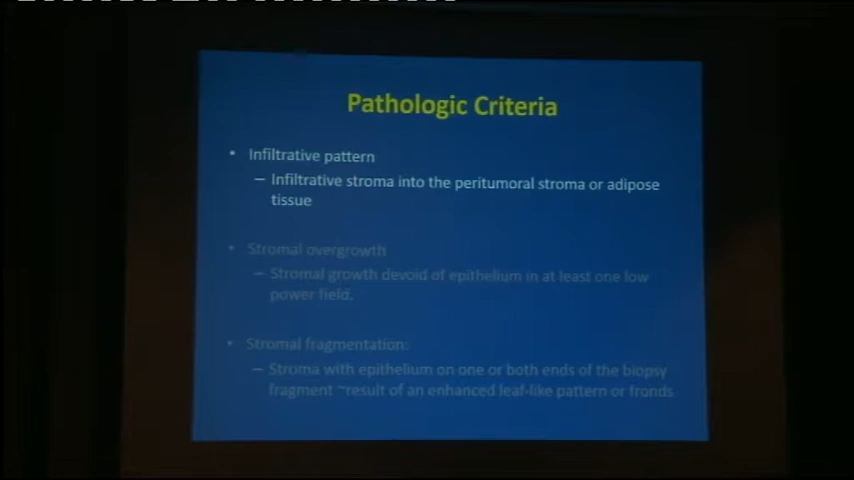 Pathologic Criteria
• Infiltrative pattern
– Infiltrative stroma into the peritumoral stroma or adipose
tissue
• Stromal overgrowth
– Stromal growth devoid of epithelium in at least one low
power field.
• Stromal fragmentation:
– Stroma with epithelium on one or both ends of the biopsy
fragment ~result of an enhanced leaf-like pattern or fronds